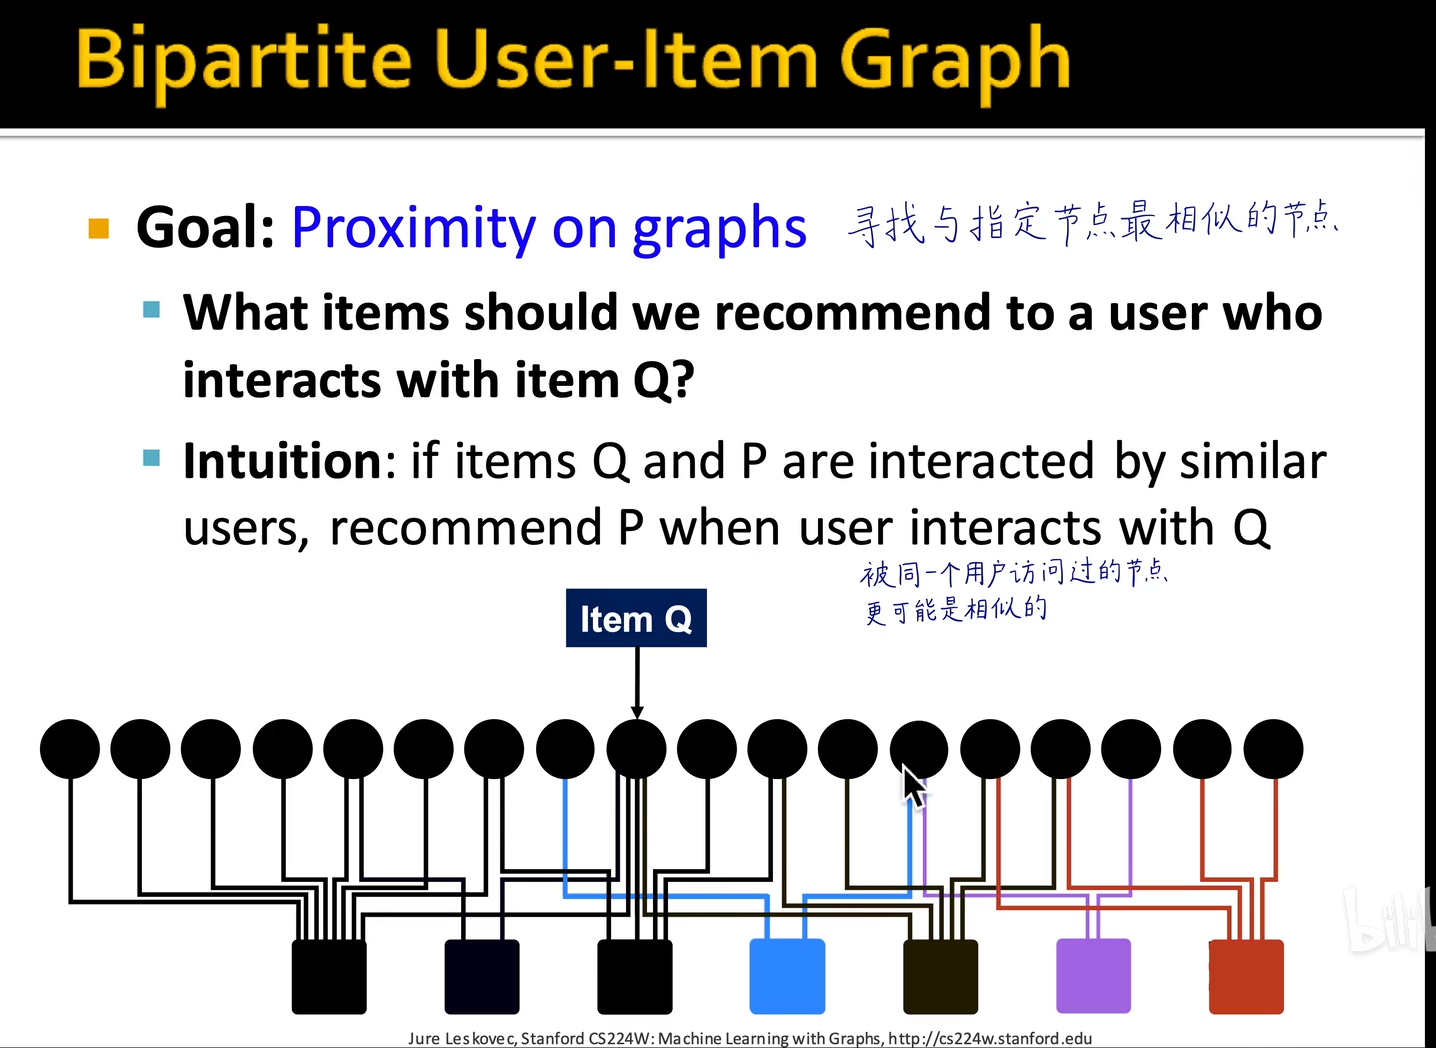 Bipartite User-Item Graph
Goal: Proximity on graphs 寻找与指定节点最相似的节点
What items should we recommend to a user who
interacts with item Q?
Intuition: if items Q and P are interacted by similar
users, recommend P when user interacts with Q
被同一个用户访问过的节点
更可能是相似的
Item Q
Jure Leskovec, Stanford CS224W: Machine Learning with Graphs, http://cs224w.stanford.edu